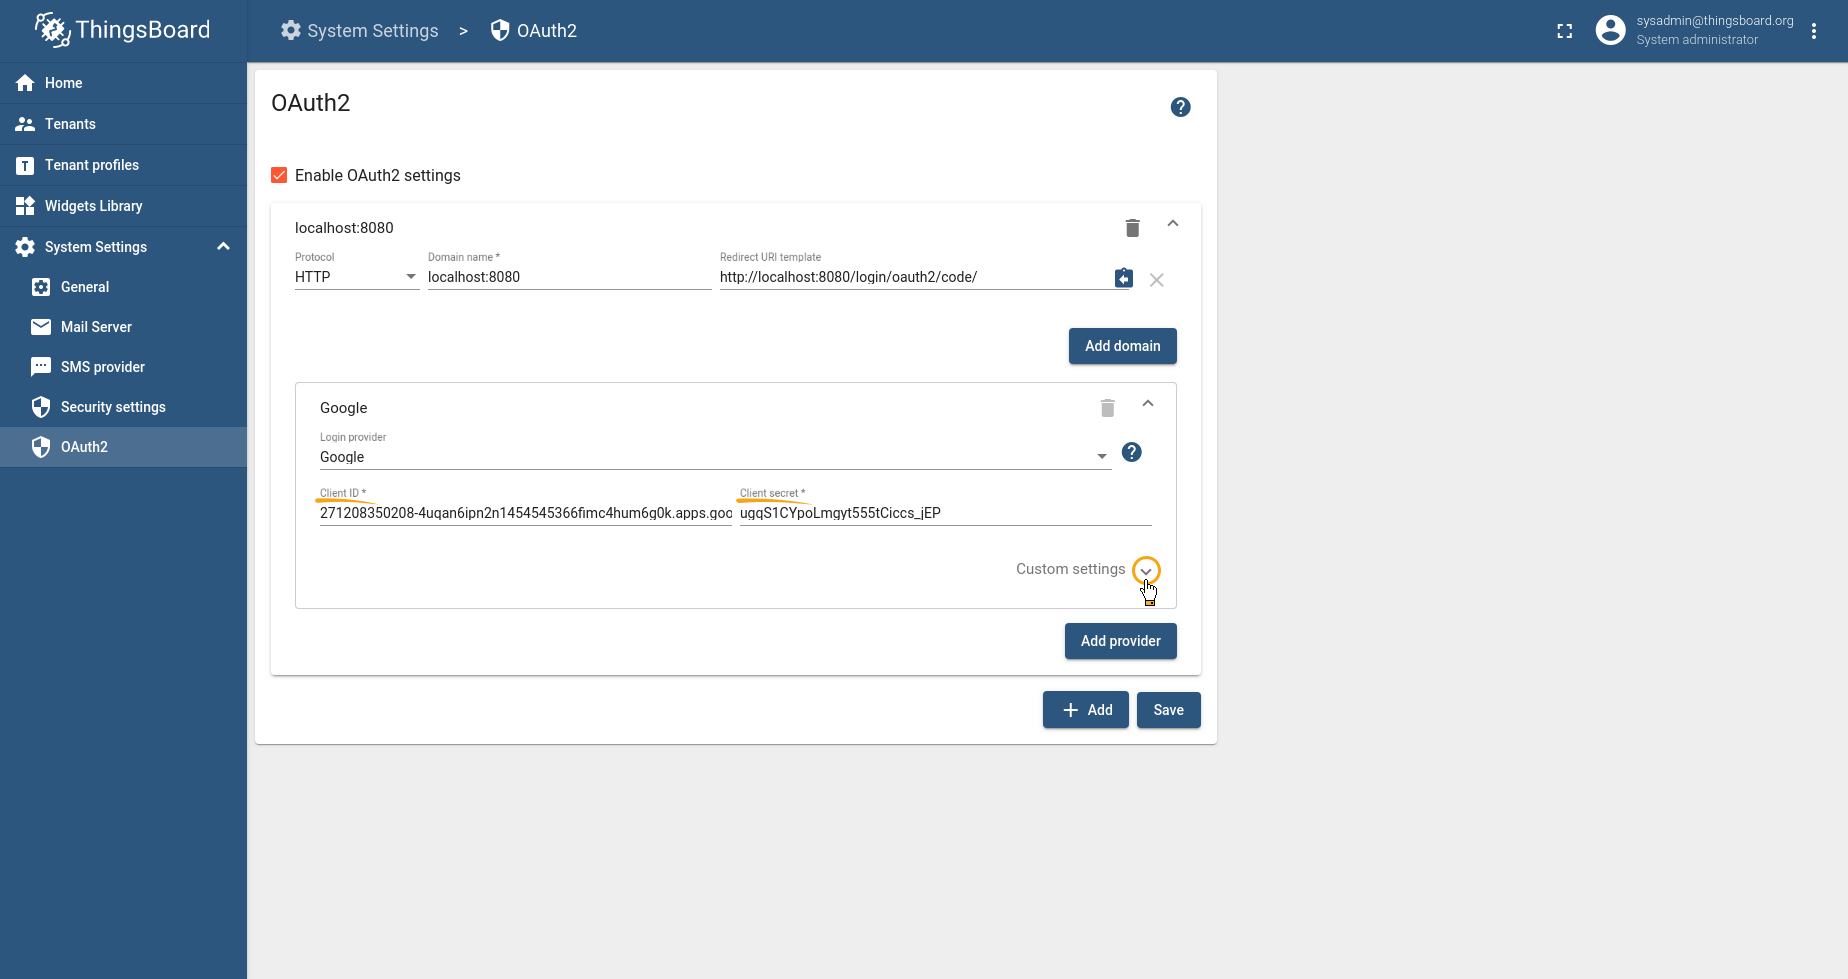 ThingsBoard
System Settings > OAuth2
sysadmin@thingsboard.org
System administrator
Home
Tenants
Tenant profiles
Widgets Library
System Settings
General
Mail Server
SMS provider
Security settings
OAuth2
OAuth2
Enable OAuth2 settings
localhost:8080
Protocol
Domain name *
Redirect URI template
HTTP
localhost:8080
http://localhost:8080/login/oauth2/code/
Add domain
Google
Login provider
Google
Client ID *
Client secret *
271208350208-4uqan6ipn2n1454545366fimc4hum6g0k.apps.goo
ugqS1CYpoLmgyt555tCiccs_jEP
Custom settings
Add provider
Add
Save